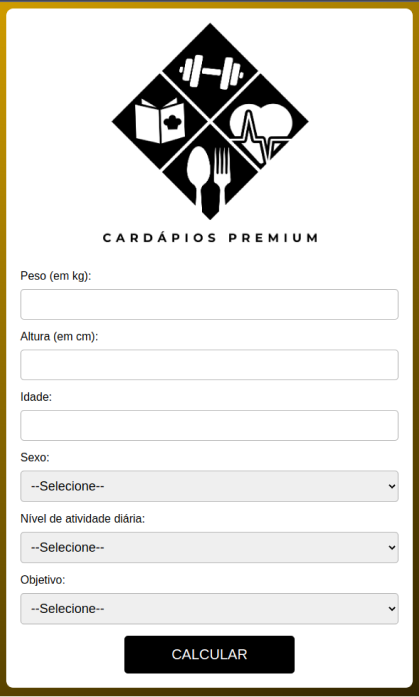 CARDÁPIOS PREMIUM
Peso (em kg):
Altura (em cm):
Idade:
Sexo:
--Selecione--
Nível de atividade diária:
--Selecione--
Objetivo:
--Selecione--
CALCULAR